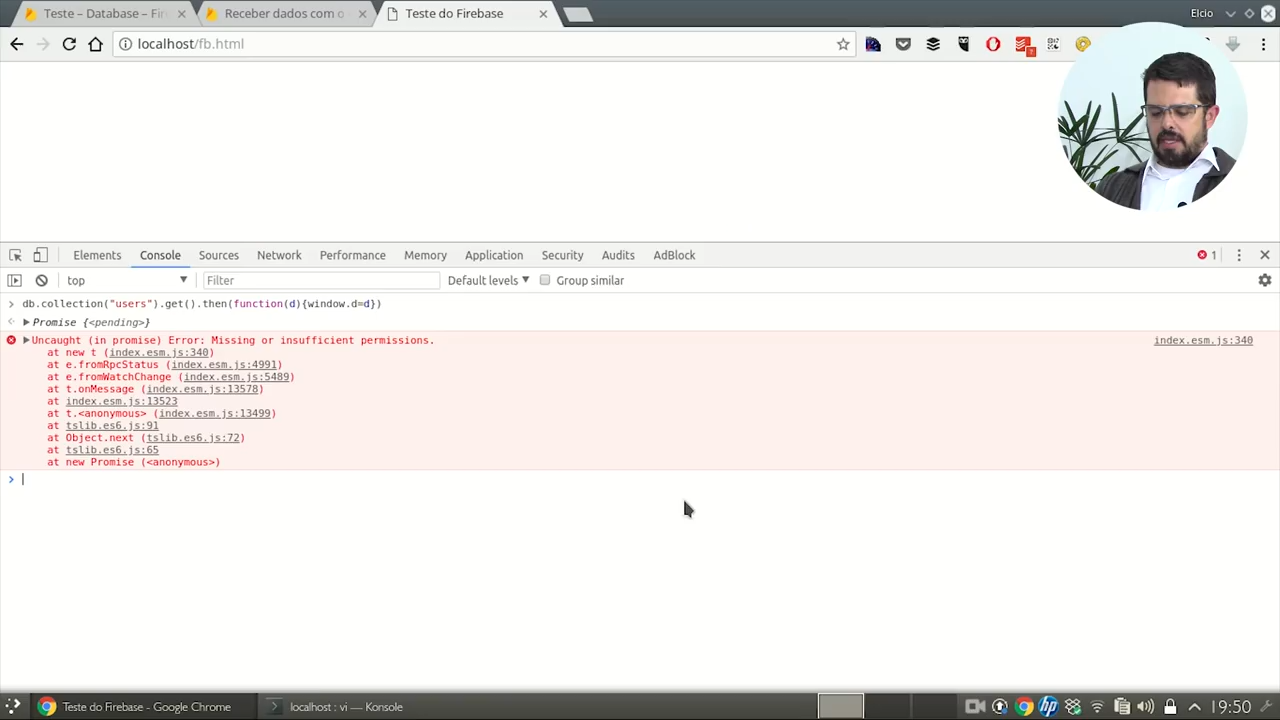 Teste – Database – Fir
Receber dados com o
Teste do Firebase
Elcio
localhost/fb.html
Elements Console Sources Network Performance Memory Application Security Audits AdBlock
1
top
Filter
Default levels
Group similar
db.collection("users").get().then(function(d){window.d=d})
Promise {<pending>}
Uncaught (in promise) Error: Missing or insufficient permissions. index.esm.js:340
at new t (index.esm.js:340)
at e.fromRpcStatus (index.esm.js:4991)
at e.fromWatchChange (index.esm.js:5489)
at t.onMessage (index.esm.js:13578)
at index.esm.js:13523
at t.<anonymous> (index.esm.js:13499)
at tslib.es6.js:91
at Object.next (tslib.es6.js:72)
at tslib.es6.js:65
at new Promise (<anonymous>)
Teste do Firebase - Google Chrome
localhost : vi — Konsole
19:50